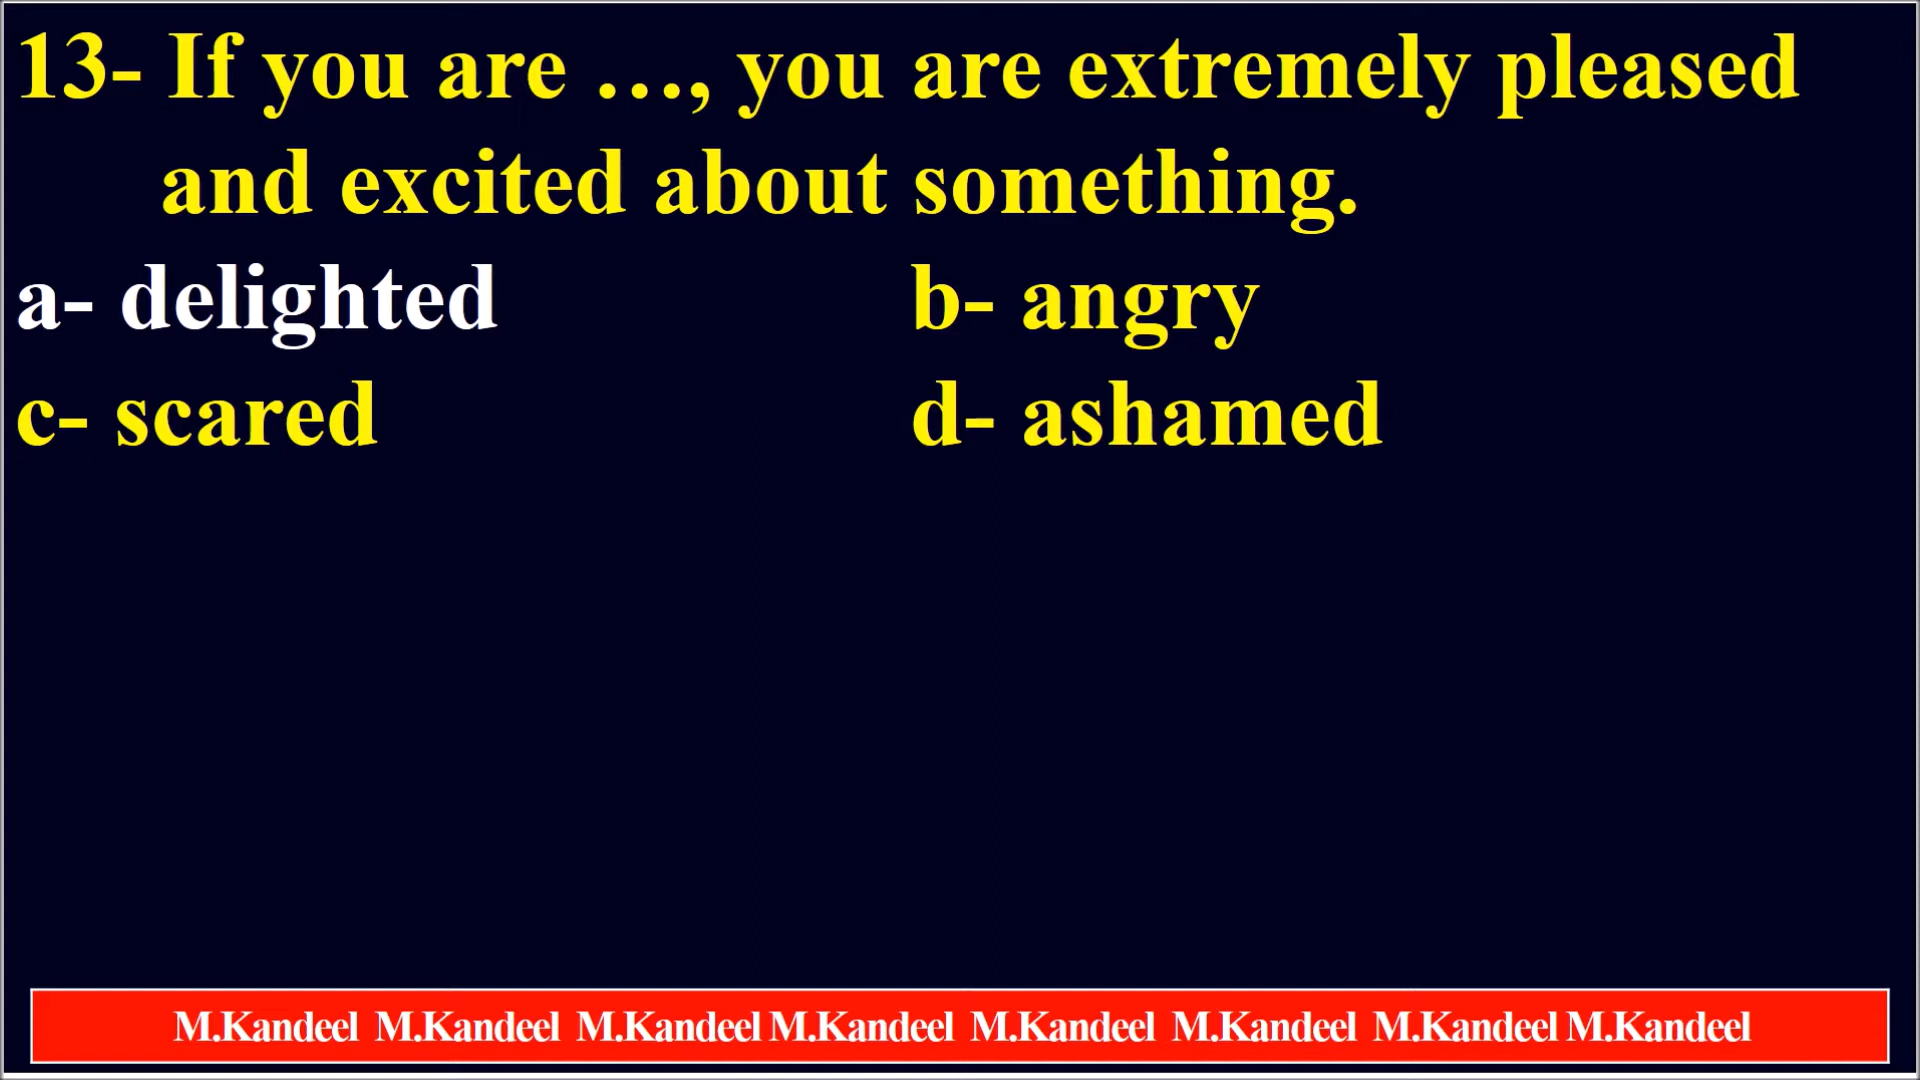 13- If you are …, you are extremely pleased
and excited about something.
a- delighted b- angry
c- scared d- ashamed
M.Kandeel M.Kandeel M.Kandeel M.Kandeel M.Kandeel M.Kandeel M.Kandeel M.Kandeel